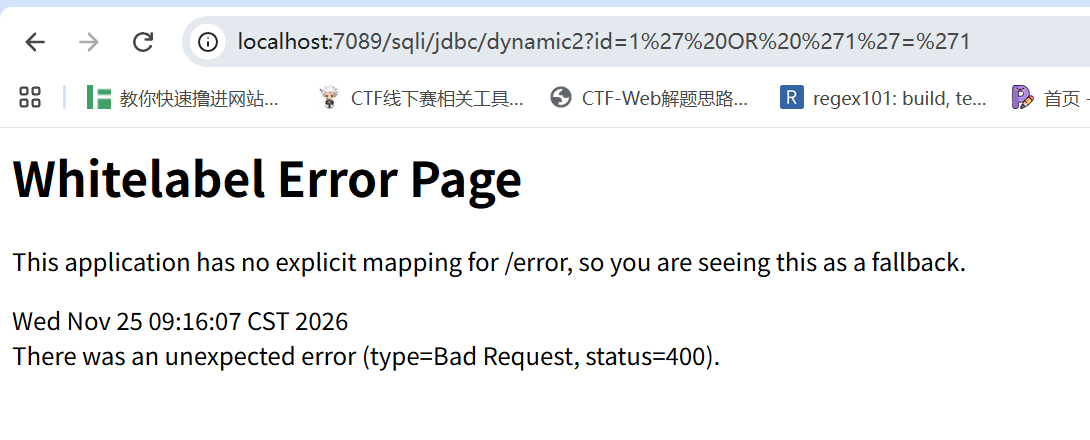 localhost:7089/sqli/jdbc/dynamic2?id=1%27%20OR%20%271%27=%271
教你快速撸进网站... CTF线下赛相关工具... CTF-Web解题思路... R regex101: build, te... 首页 -
Whitelabel Error Page
This application has no explicit mapping for /error, so you are seeing this as a fallback.
Wed Nov 25 09:16:07 CST 2026
There was an unexpected error (type=Bad Request, status=400).